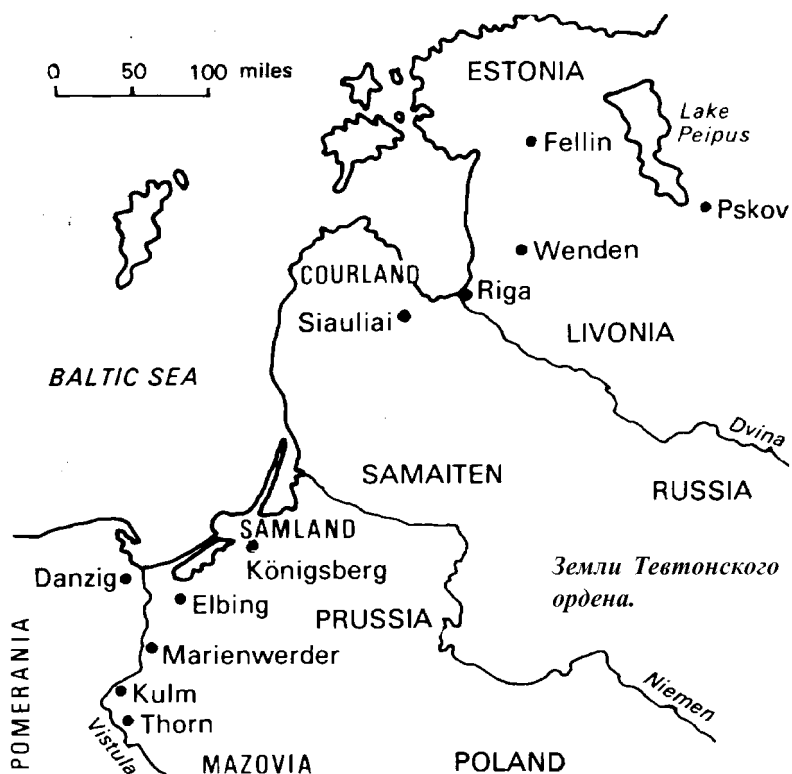 0 50 100 miles
ESTONIA
Lake
Peipus
Fellin
Pskov
Wenden
COURLAND
Riga
Siauliai
LIVONIA
BALTIC SEA
Dvina
SAMAITEN
RUSSIA
SAMLAND
Königsberg
Земли Тевтонского
ордена.
Danzig
Elbing
PRUSSIA
POMERANIA
Marienwerder
Kulm
Niemen
Thorn
Vistula
MAZOVIA
POLAND